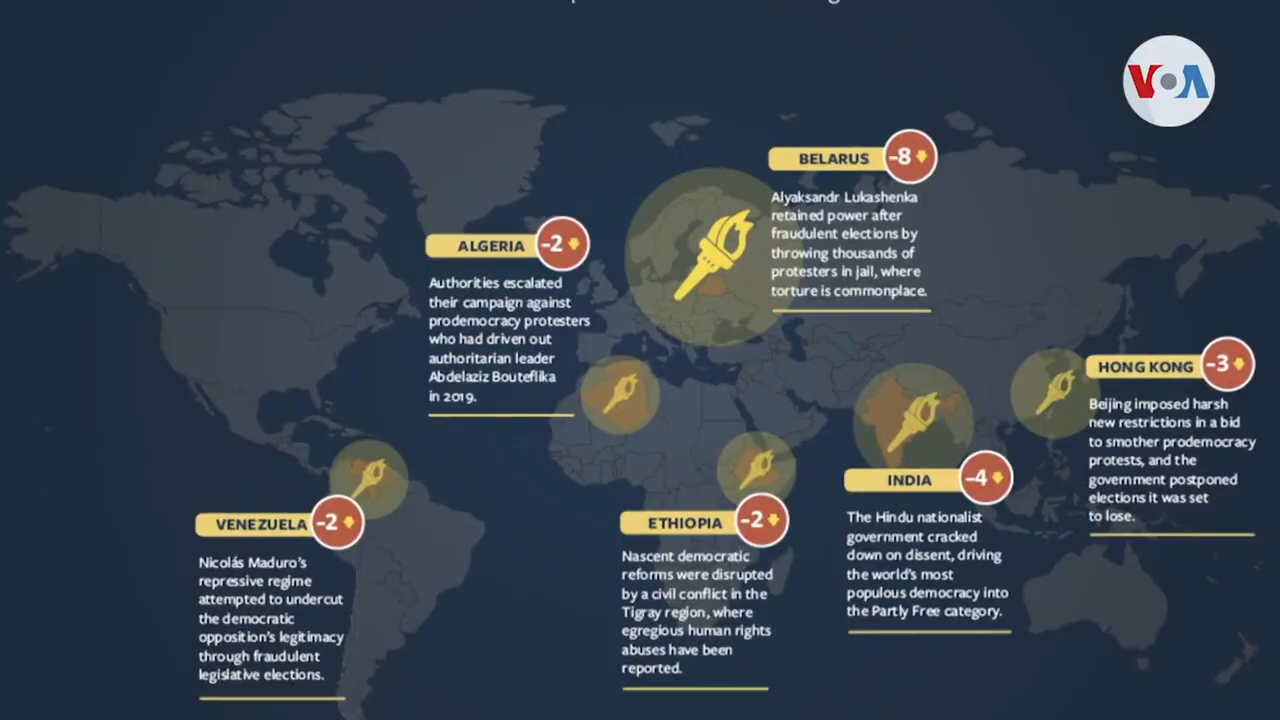 VOA
BELARUS
-8
Alyaksandr Lukashenka
retained power after
fraudulent elections by
throwing thousands of
protesters in jail, where
torture is commonplace.
ALGERIA
-2
Authorities escalated
their campaign against
prodemocracy protesters
who had driven out
authoritarian leader
Abdelaziz Bouteflika
in 2019.
HONG KONG
-3
Beijing imposed harsh
new restrictions in a bid
to smother prodemocracy
protests, and the
government postponed
elections it was set
to lose.
INDIA
-4
The Hindu nationalist
government cracked
down on dissent, driving
the world's most
populous democracy into
the Partly Free category.
VENEZUELA
-2
Nicolás Maduro's
repressive regime
attempted to undercut
the democratic
opposition's legitimacy
through fraudulent
legislative elections.
ETHIOPIA
-2
Nascent democratic
reforms were disrupted
by a civil conflict in the
Tigray region, where
egregious human rights
abuses have been
reported.